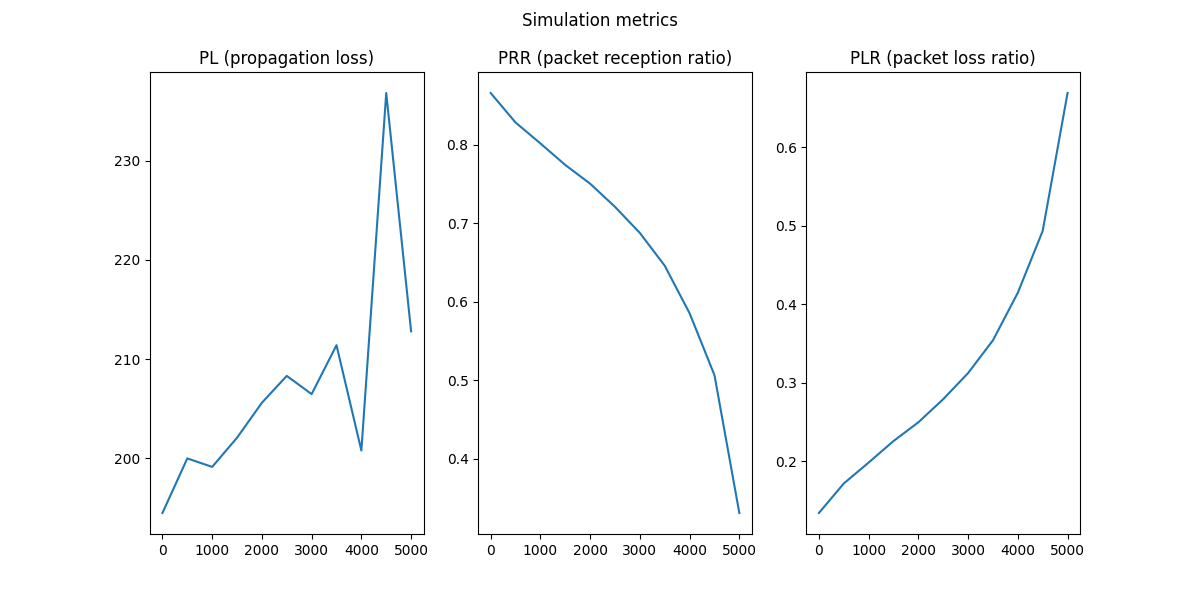 Simulation metrics
PL (propagation loss)
230
220
210
200
0 1000 2000 3000 4000 5000
PRR (packet reception ratio)
0.8
0.7
0.6
0.5
0.4
0 1000 2000 3000 4000 5000
PLR (packet loss ratio)
0.6
0.5
0.4
0.3
0.2
0 1000 2000 3000 4000 5000